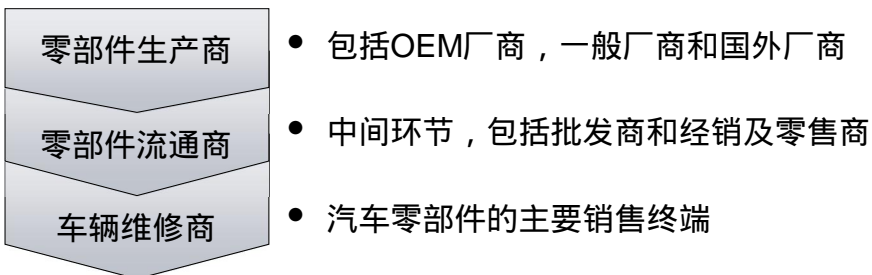 零部件生产商
• 包括OEM厂商，一般厂商和国外厂商
零部件流通商
• 中间环节，包括批发商和经销及零售商
车辆维修商
• 汽车零部件的主要销售终端